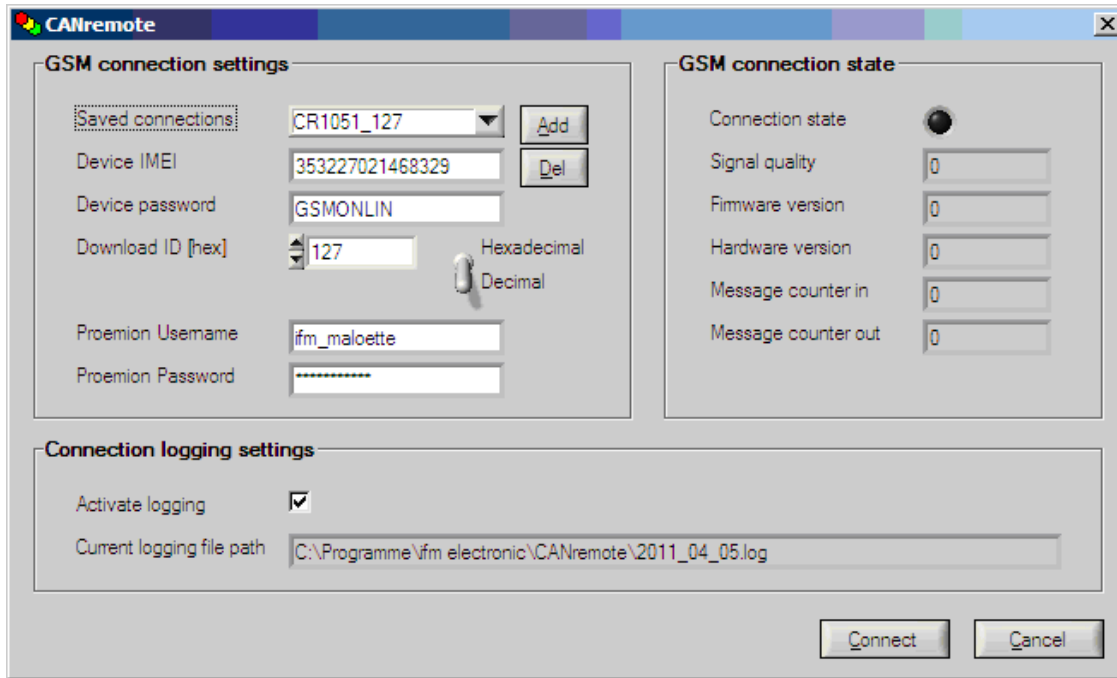 CANremote
GSM connection settings
Saved connections CR1051_127 Add
Device IMEI 353227021468329 Del
Device password GSMONLIN
Download ID [hex] 127 Hexadecimal
Decimal
Proemion Username ifm_maloette
Proemion Password ***********
GSM connection state
Connection state
Signal quality 0
Firmware version 0
Hardware version 0
Message counter in 0
Message counter out 0
Connection logging settings
Activate logging
Current logging file path C:\Programme\ifm electronic\CANremote\2011_04_05.log
Connect Cancel